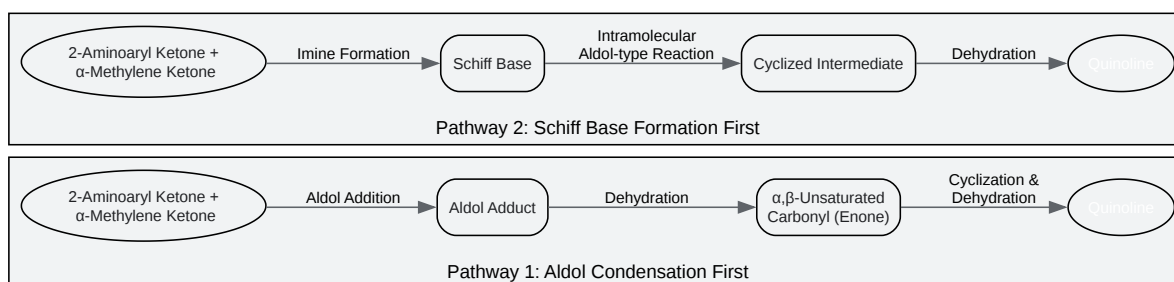 2-Aminoaryl Ketone +
α-Methylene Ketone
Imine Formation
Schiff Base
Intramolecular
Aldol-type Reaction
Cyclized Intermediate
Dehydration
Quinoline
Pathway 2: Schiff Base Formation First
2-Aminoaryl Ketone +
α-Methylene Ketone
Aldol Addition
Aldol Adduct
Dehydration
α,β-Unsaturated
Carbonyl (Enone)
Cyclization &
Dehydration
Quinoline
Pathway 1: Aldol Condensation First